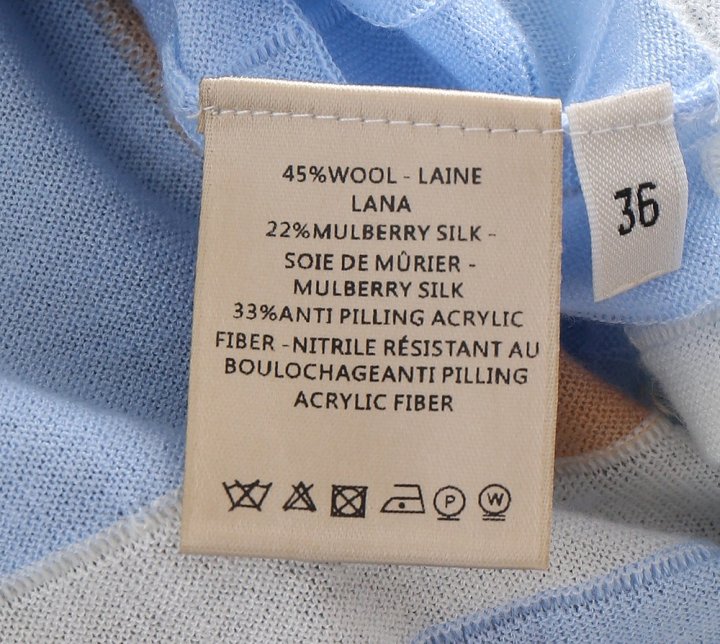 45%WOOL - LAINE
LANA
22%MULBERRY SILK -
SOIE DE MÛRIER -
MULBERRY SILK
33%ANTI PILLING ACRYLIC
FIBER - NITRILE RÉSISTANT AU
BOULOCHAGEANTI PILLING
ACRYLIC FIBER
P W
36